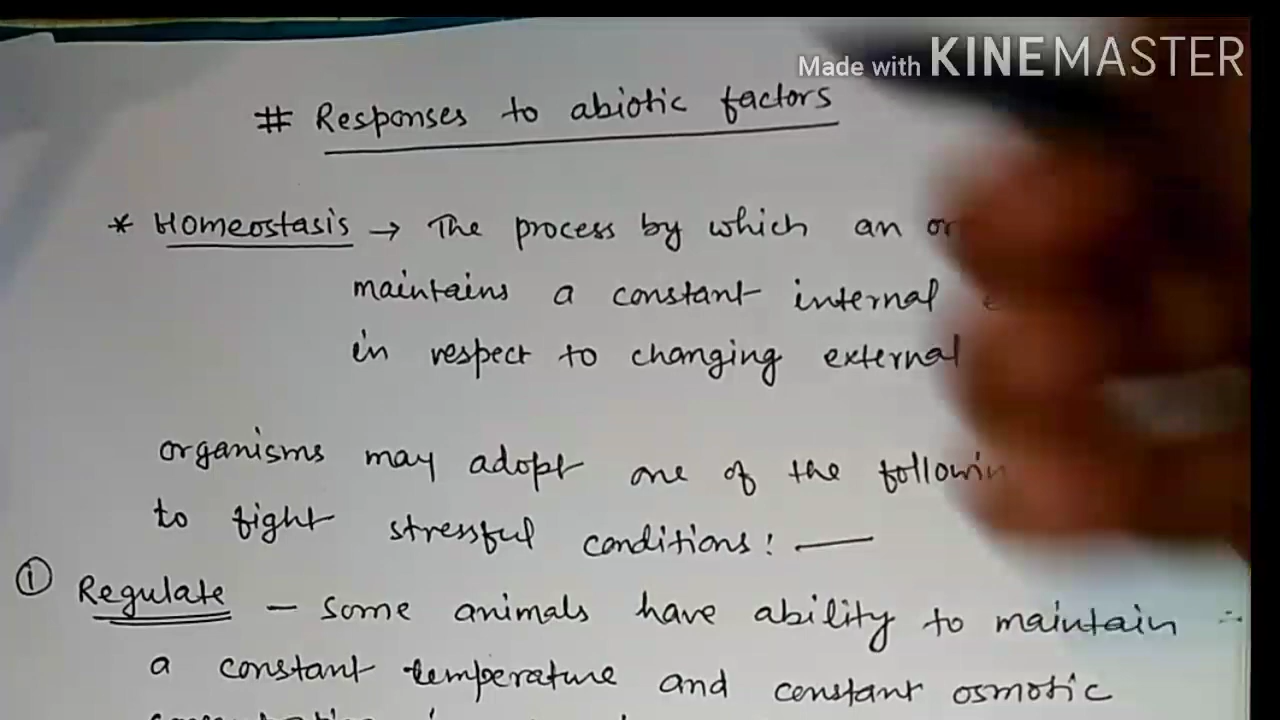 Made with KINEMASTER
# Responses to abiotic factors
* Homeostasis → The process by which an
maintains a constant internal
in respect to changing external
organisms may adopt one of the
to fight stressful conditions: —
① Regulate — Some animals have ability to maintain
a constant temperature and constant osmotic